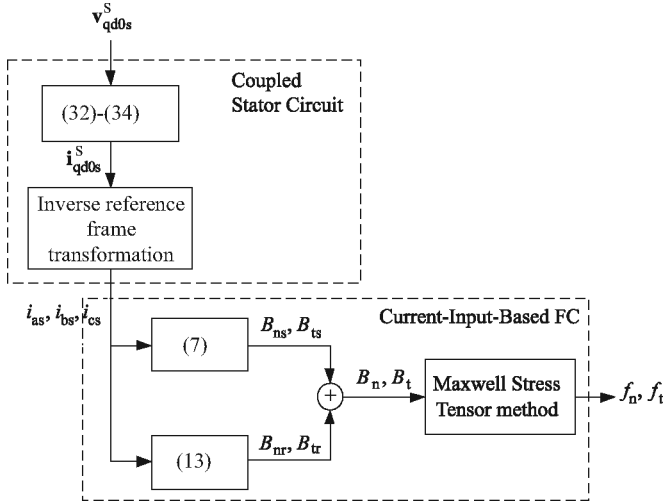 v^S_qd0s
Coupled
Stator Circuit
(32)-(34)
i^S_qd0s
Inverse reference
frame
transformation
i_as, i_bs, i_cs
Current-Input-Based FC
(7)
B_ns, B_ts
B_n, B_t
+
Maxwell Stress
Tensor method
f_n, f_t
(13)
B_nr, B_tr